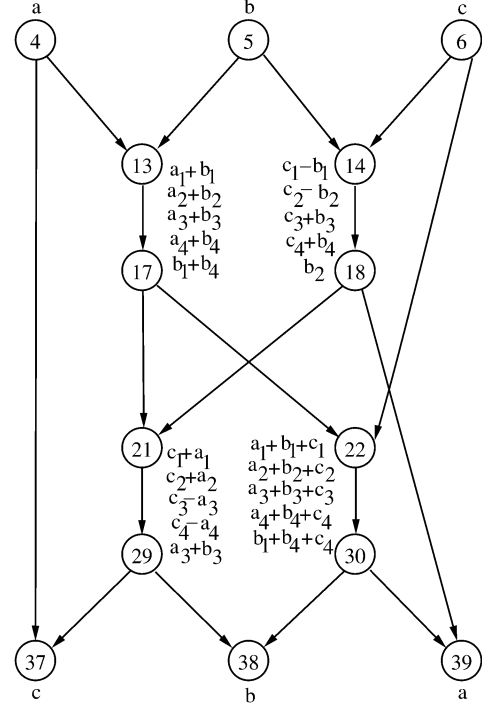 a b c
4 5 6
13 14
a1+b1
a2+b2
a3+b3
a4+b4
b1+b4
c1−b1
c2− b2
c3+b3
c4+b4
b2
17 18
21 22
c1+a1
c2+a2
c3−a3
c4−a4
a3+b3
a1+b1+c1
a2+b2+c2
a3+b3+c3
a4+b4+c4
b1+b4+c4
29 30
37 38 39
c b a